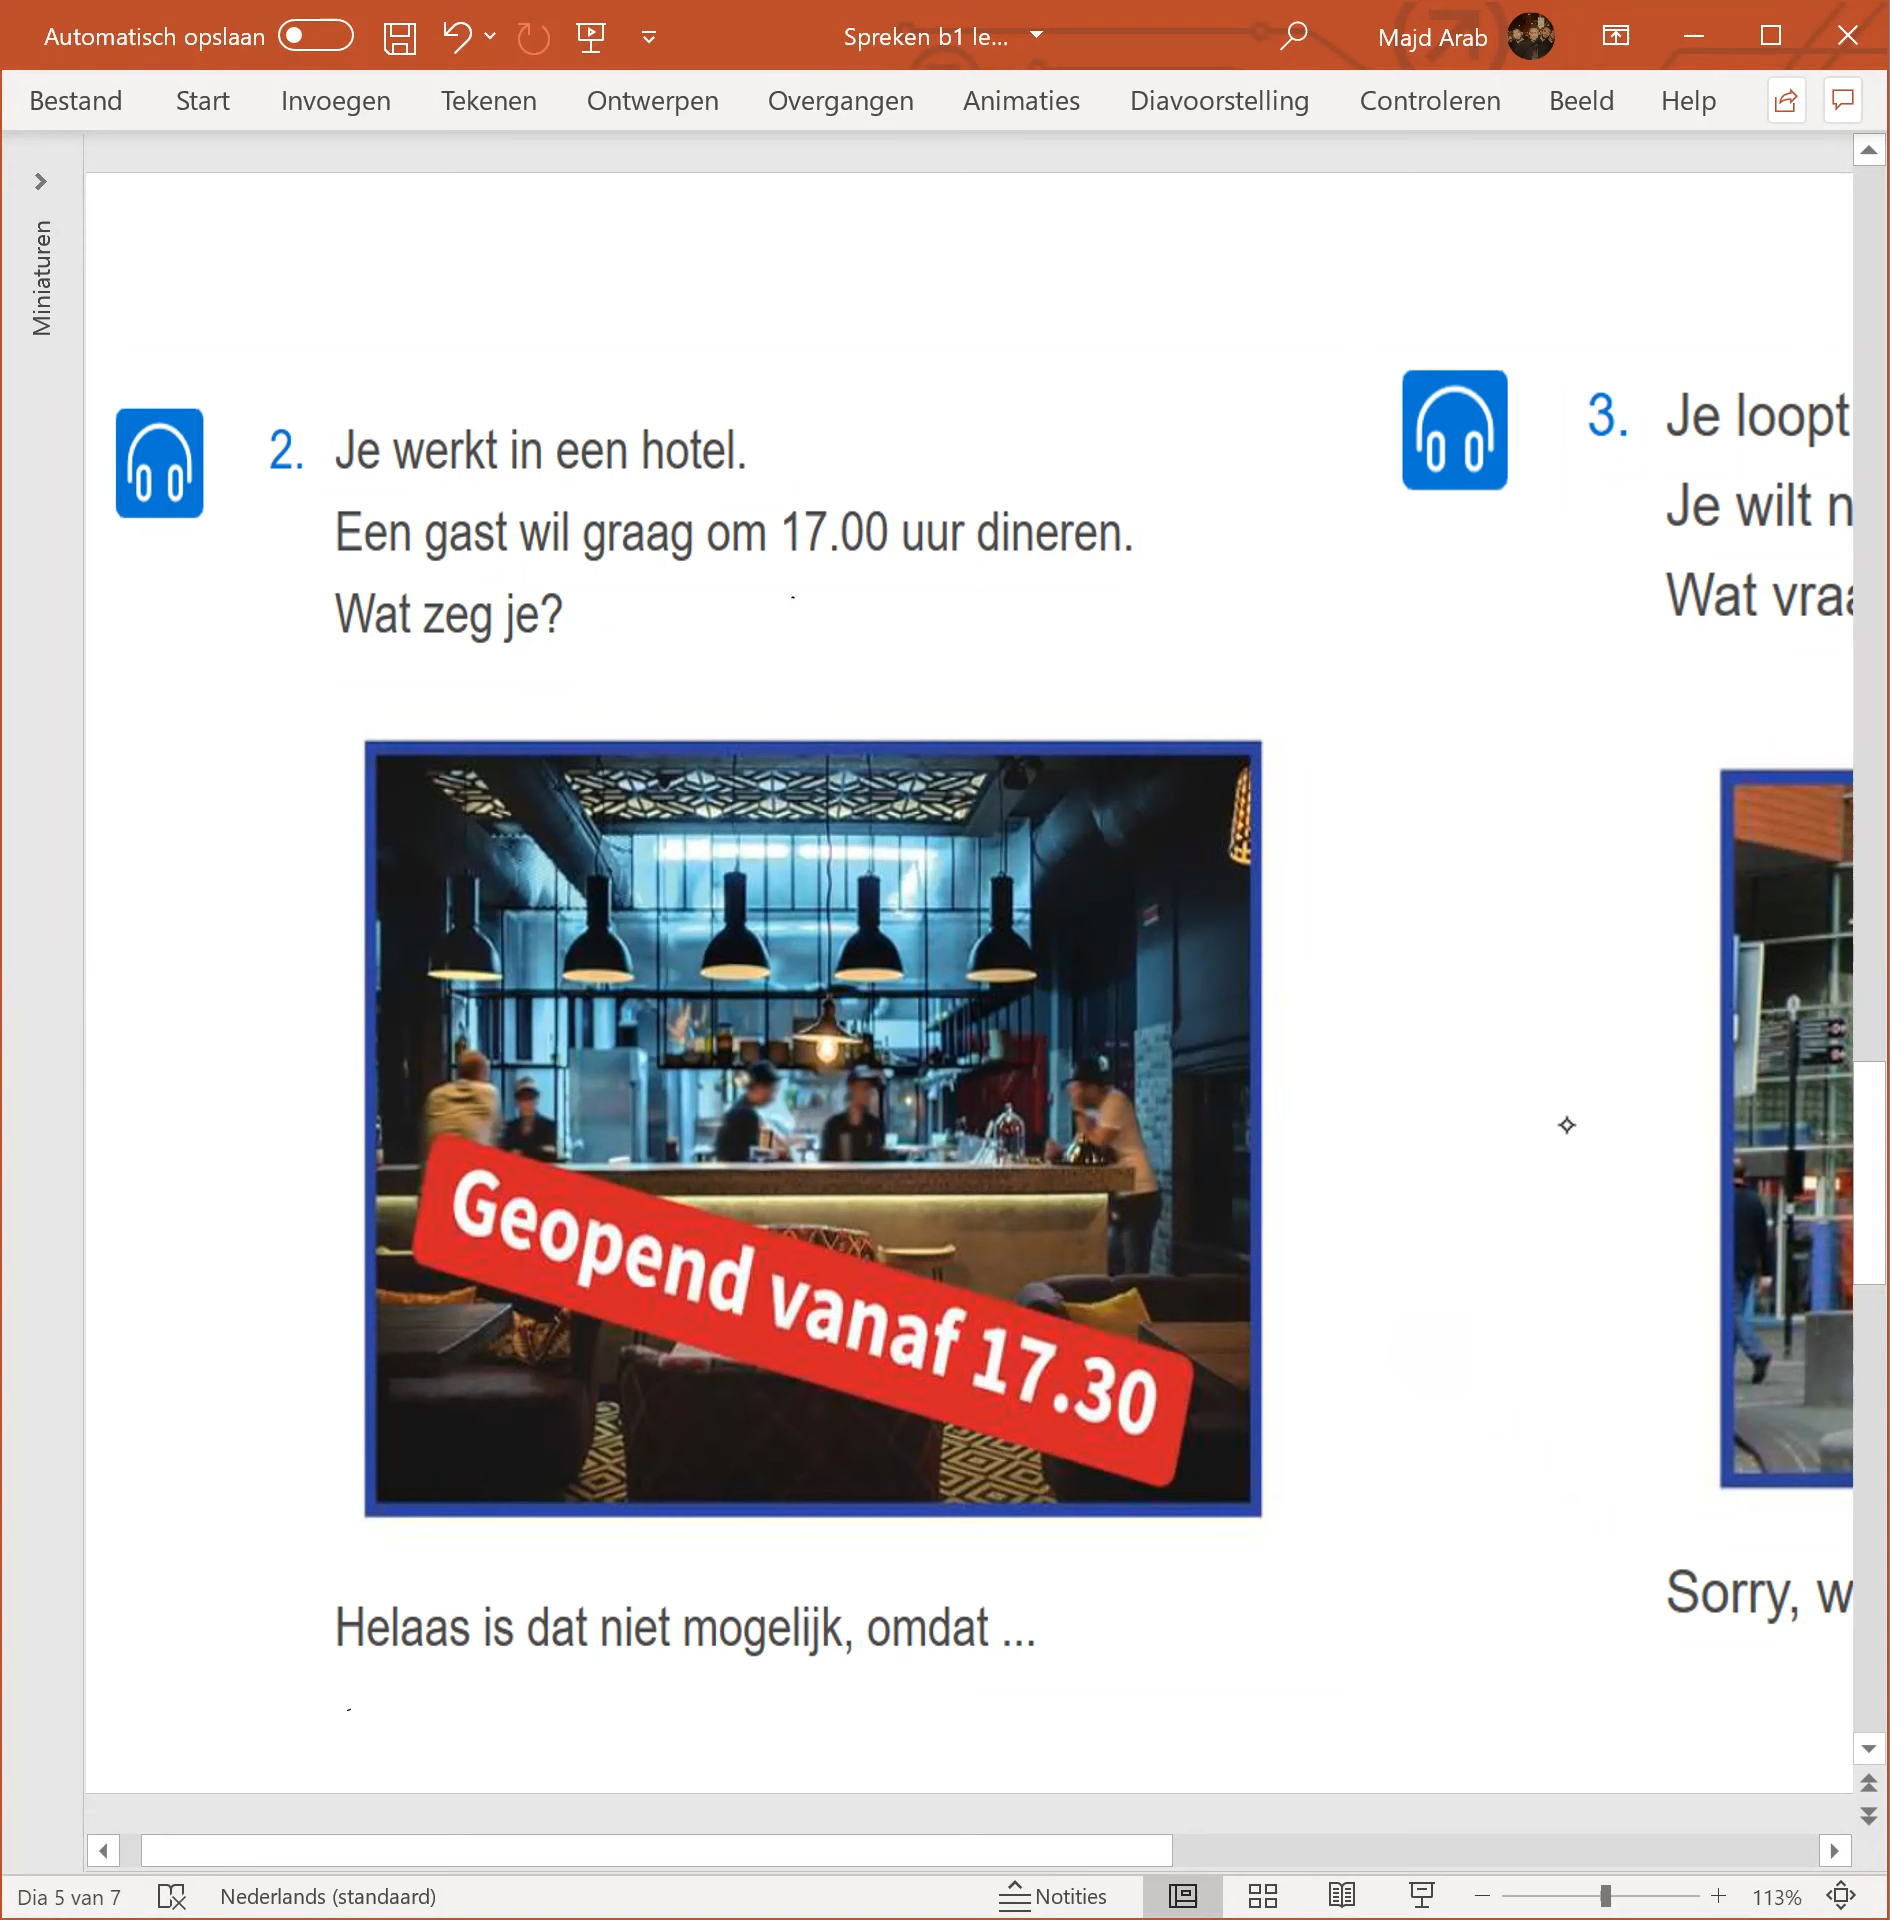 Automatisch opslaan
Spreken b1 le...
Majd Arab
Bestand Start Invoegen Tekenen Ontwerpen Overgangen Animaties Diavoorstelling Controleren Beeld Help
Miniaturen
2. Je werkt in een hotel.
Een gast wil graag om 17.00 uur dineren.
Wat zeg je?
Geopend vanaf 17.30
Helaas is dat niet mogelijk, omdat ...
3. Je loopt
Je wilt n
Wat vraa
Sorry, w
Dia 5 van 7 Nederlands (standaard) Notities 113%